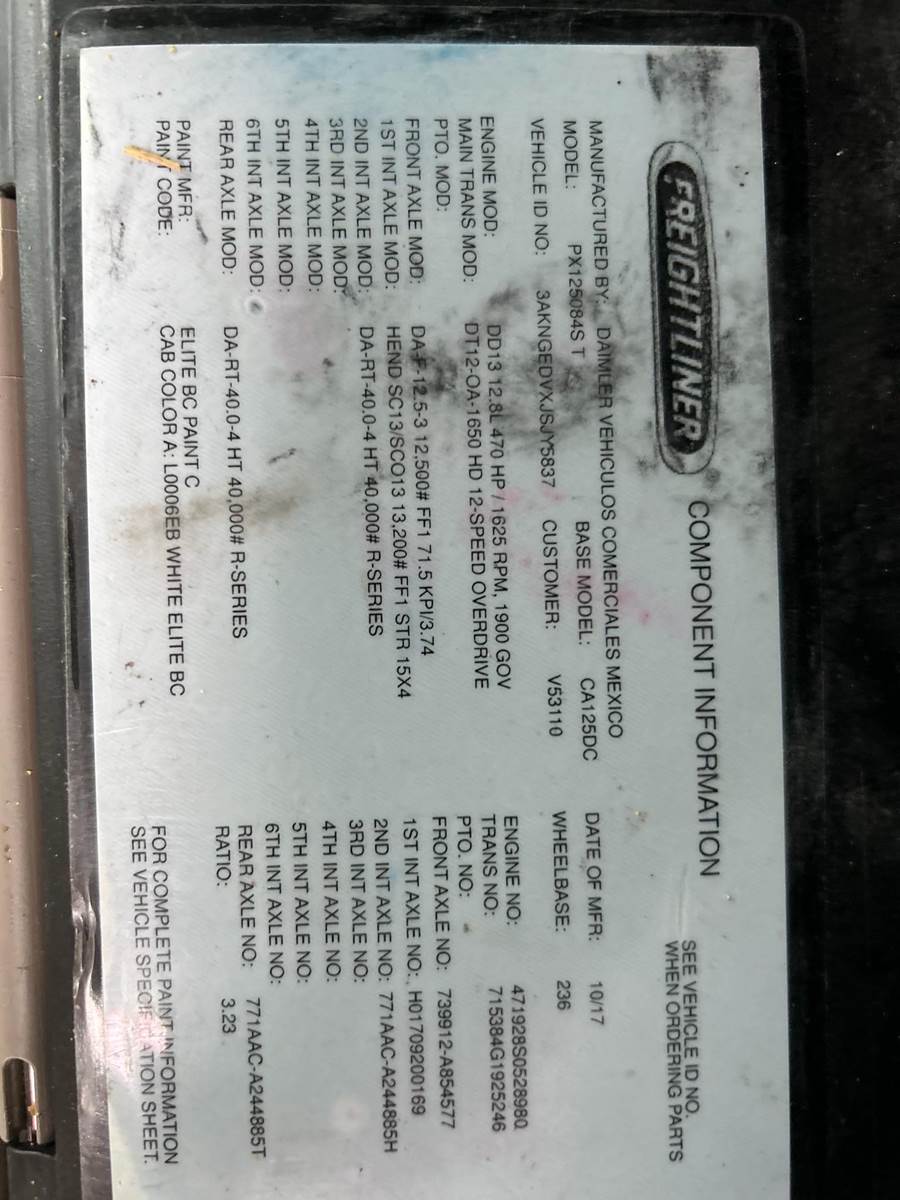 FREIGHTLINER COMPONENT INFORMATION
SEE VEHICLE ID NO.
WHEN ORDERING PARTS
MANUFACTURED BY: DAIMLER VEHICULOS COMERCIALES MEXICO
MODEL: PX125084S T BASE MODEL: CA125DC DATE OF MFR: 10/17
VEHICLE ID NO: 3AKNGEDVXJSJY5837 CUSTOMER: V53110 WHEELBASE: 236
ENGINE MOD: DD13 12.8L 470 HP / 1625 RPM, 1900 GOV ENGINE NO: 471928S0528980
MAIN TRANS MOD: DT12-OA-1650 HD 12-SPEED OVERDRIVE TRANS NO: 715384G1925246
PTO. MOD: PTO. NO:
FRONT AXLE MOD: DA-F-12.5-3 12,500# FF1 71.5 KPI/3.74 FRONT AXLE NO: 739912-A854577
1ST INT AXLE MOD: HEND SC13/SCO13 13,200# FF1 STR 15X4 1ST INT AXLE NO: H01709200169
2ND INT AXLE MOD: DA-RT-40.0-4 HT 40,000# R-SERIES 2ND INT AXLE NO: 771AAC-A244885H
3RD INT AXLE MOD: 3RD INT AXLE NO:
4TH INT AXLE MOD: 4TH INT AXLE NO:
5TH INT AXLE MOD: 5TH INT AXLE NO:
6TH INT AXLE MOD: 6TH INT AXLE NO:
REAR AXLE MOD: DA-RT-40.0-4 HT 40,000# R-SERIES REAR AXLE NO: 771AAC-A244885T
RATIO: 3.23
PAINT MFR: ELITE BC PAINT C
PAINT CODE: CAB COLOR A: L0006EB WHITE ELITE BC
FOR COMPLETE PAINT INFORMATION
SEE VEHICLE SPECIFICATION SHEET.